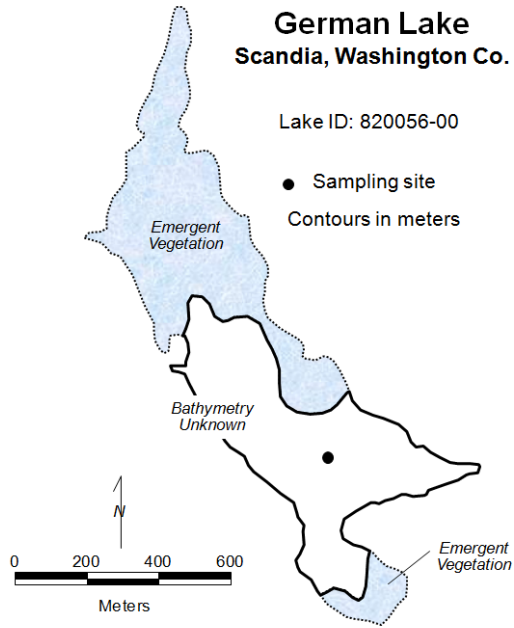 German Lake
Scandia, Washington Co.
Lake ID: 820056-00
Sampling site
Contours in meters
Emergent
Vegetation
Bathymetry
Unknown
N
0 200 400 600
Meters
Emergent
Vegetation